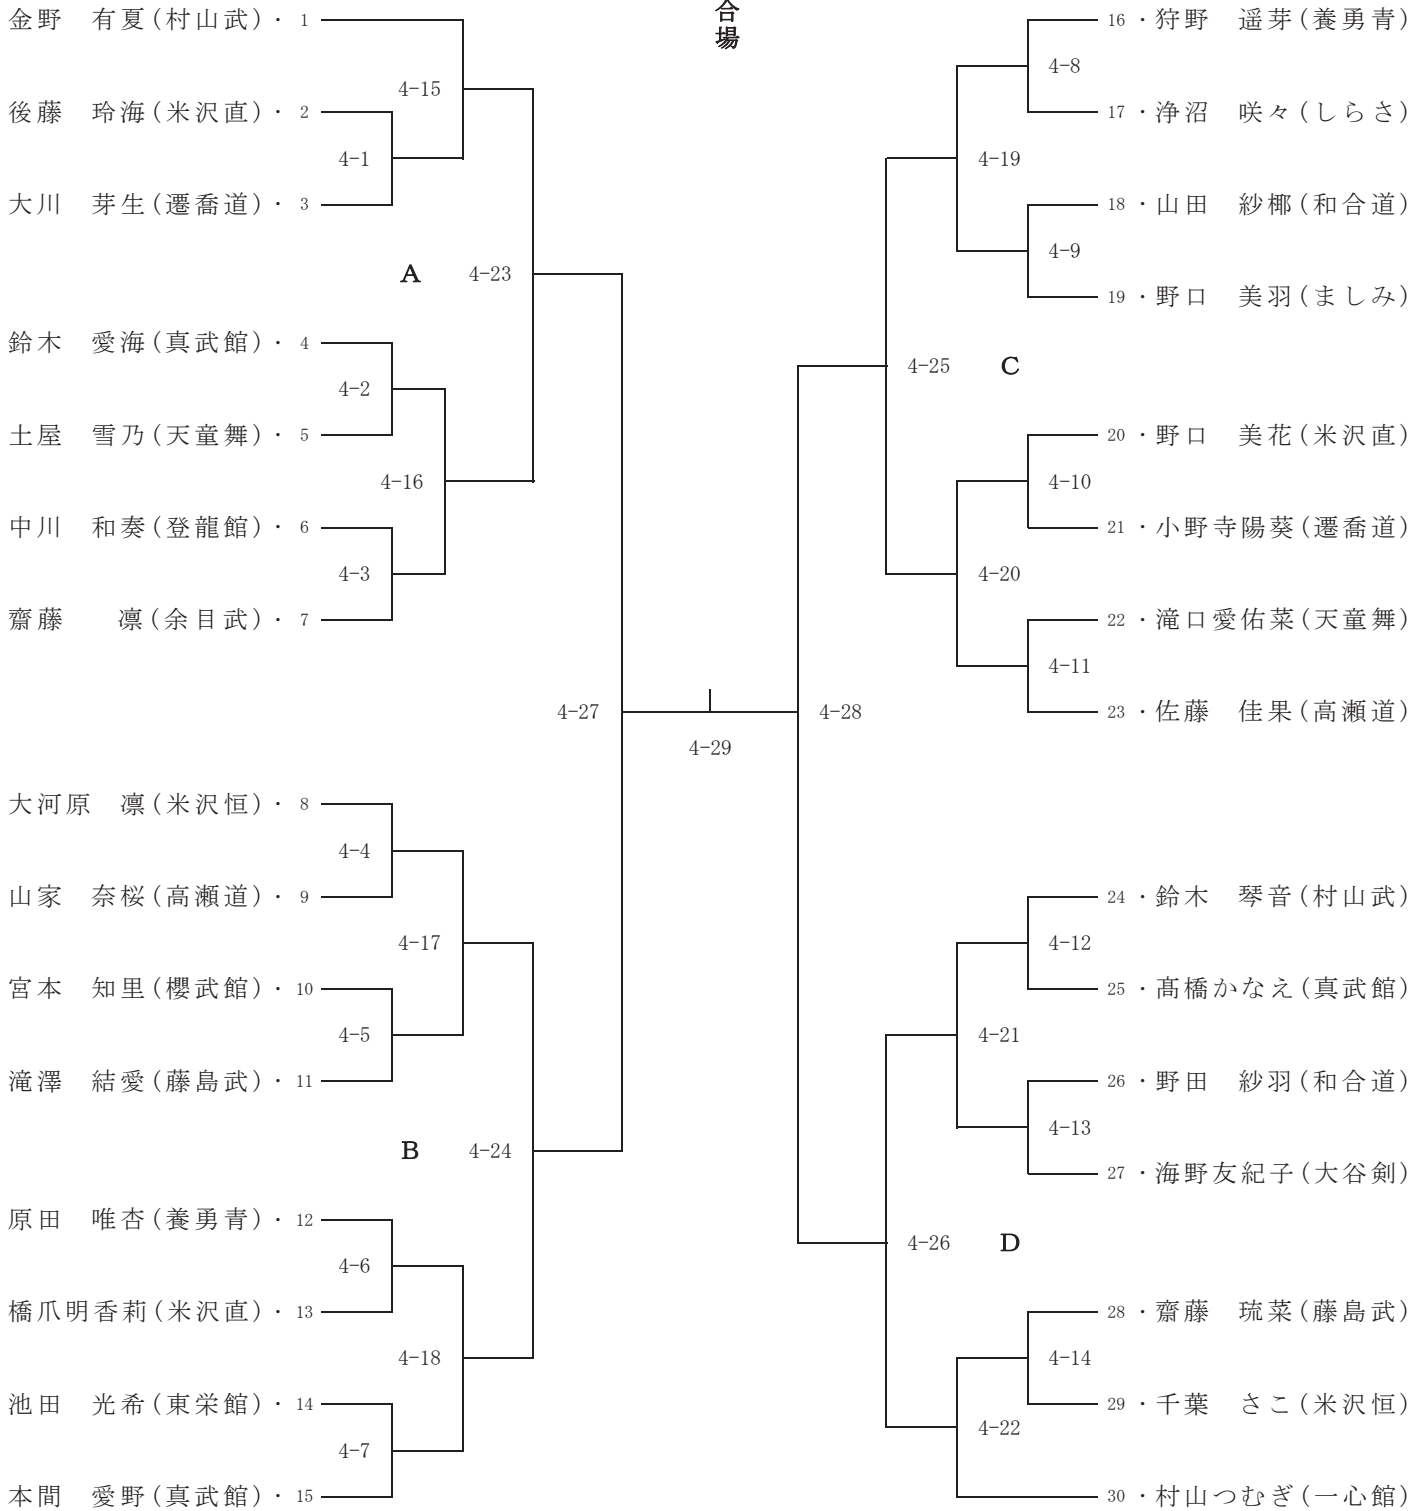 合
場
金野　有夏(村山武)・ 1
4-15
後藤　玲海(米沢直)・ 2
4-1
大川　芽生(遷喬道)・ 3
A　4-23
鈴木　愛海(真武館)・ 4
4-2
土屋　雪乃(天童舞)・ 5
4-16
中川　和奏(登龍館)・ 6
4-3
齋藤　　凛(余目武)・ 7
4-27
4-29
大河原　凛(米沢恒)・ 8
4-4
山家　奈桜(高瀬道)・ 9
4-17
宮本　知里(櫻武館)・ 10
4-5
滝澤　結愛(藤島武)・ 11
B　4-24
原田　唯杏(養勇青)・ 12
4-6
橋爪明香莉(米沢直)・ 13
4-18
池田　光希(東栄館)・ 14
4-7
本間　愛野(真武館)・ 15
16 ・狩野　遥芽(養勇青)
4-8
17 ・浄沼　咲々(しらさ)
4-19
18 ・山田　紗椰(和合道)
4-9
19 ・野口　美羽(ましみ)
4-25　C
20 ・野口　美花(米沢直)
4-10
21 ・小野寺陽葵(遷喬道)
4-20
22 ・滝口愛佑菜(天童舞)
4-11
23 ・佐藤　佳果(高瀬道)
4-28
24 ・鈴木　琴音(村山武)
4-12
25 ・髙橋かなえ(真武館)
4-21
26 ・野田　紗羽(和合道)
4-13
27 ・海野友紀子(大谷剣)
4-26　D
28 ・齋藤　琉菜(藤島武)
4-14
29 ・千葉　さこ(米沢恒)
4-22
30 ・村山つむぎ(一心館)